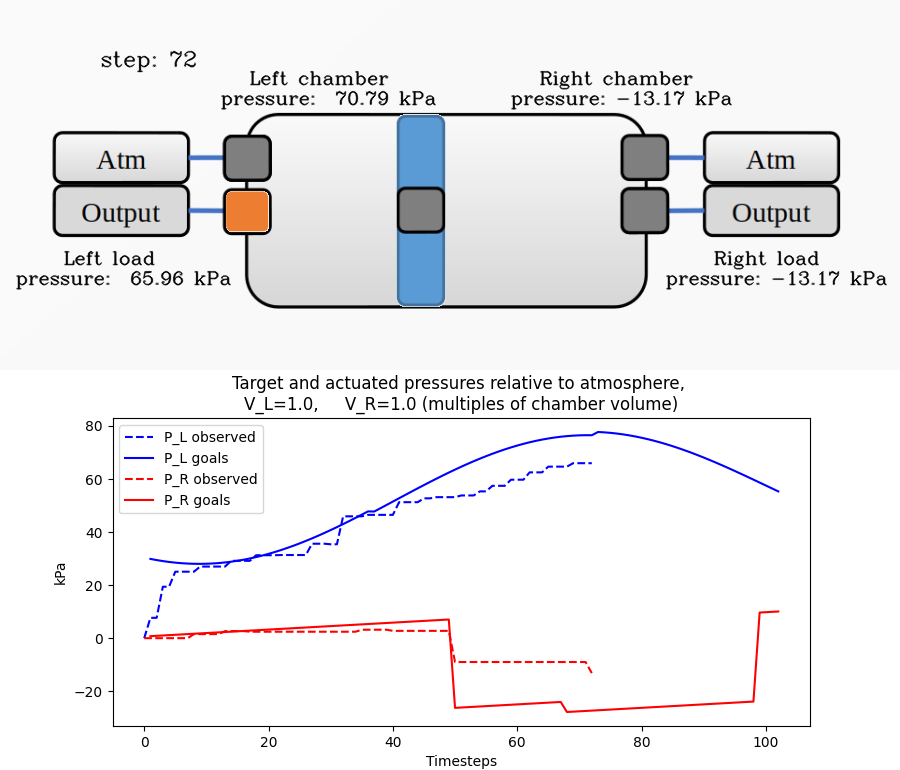 step: 72
Left chamber
pressure:  70.79 kPa
Right chamber
pressure: −13.17 kPa
Atm
Output
Atm
Output
Left load
pressure:  65.96 kPa
Right load
pressure: −13.17 kPa
Target and actuated pressures relative to atmosphere,
V_L=1.0,     V_R=1.0 (multiples of chamber volume)
P_L observed
P_L goals
P_R observed
P_R goals
80
60
40
20
0
−20
kPa
0 20 40 60 80 100
Timesteps